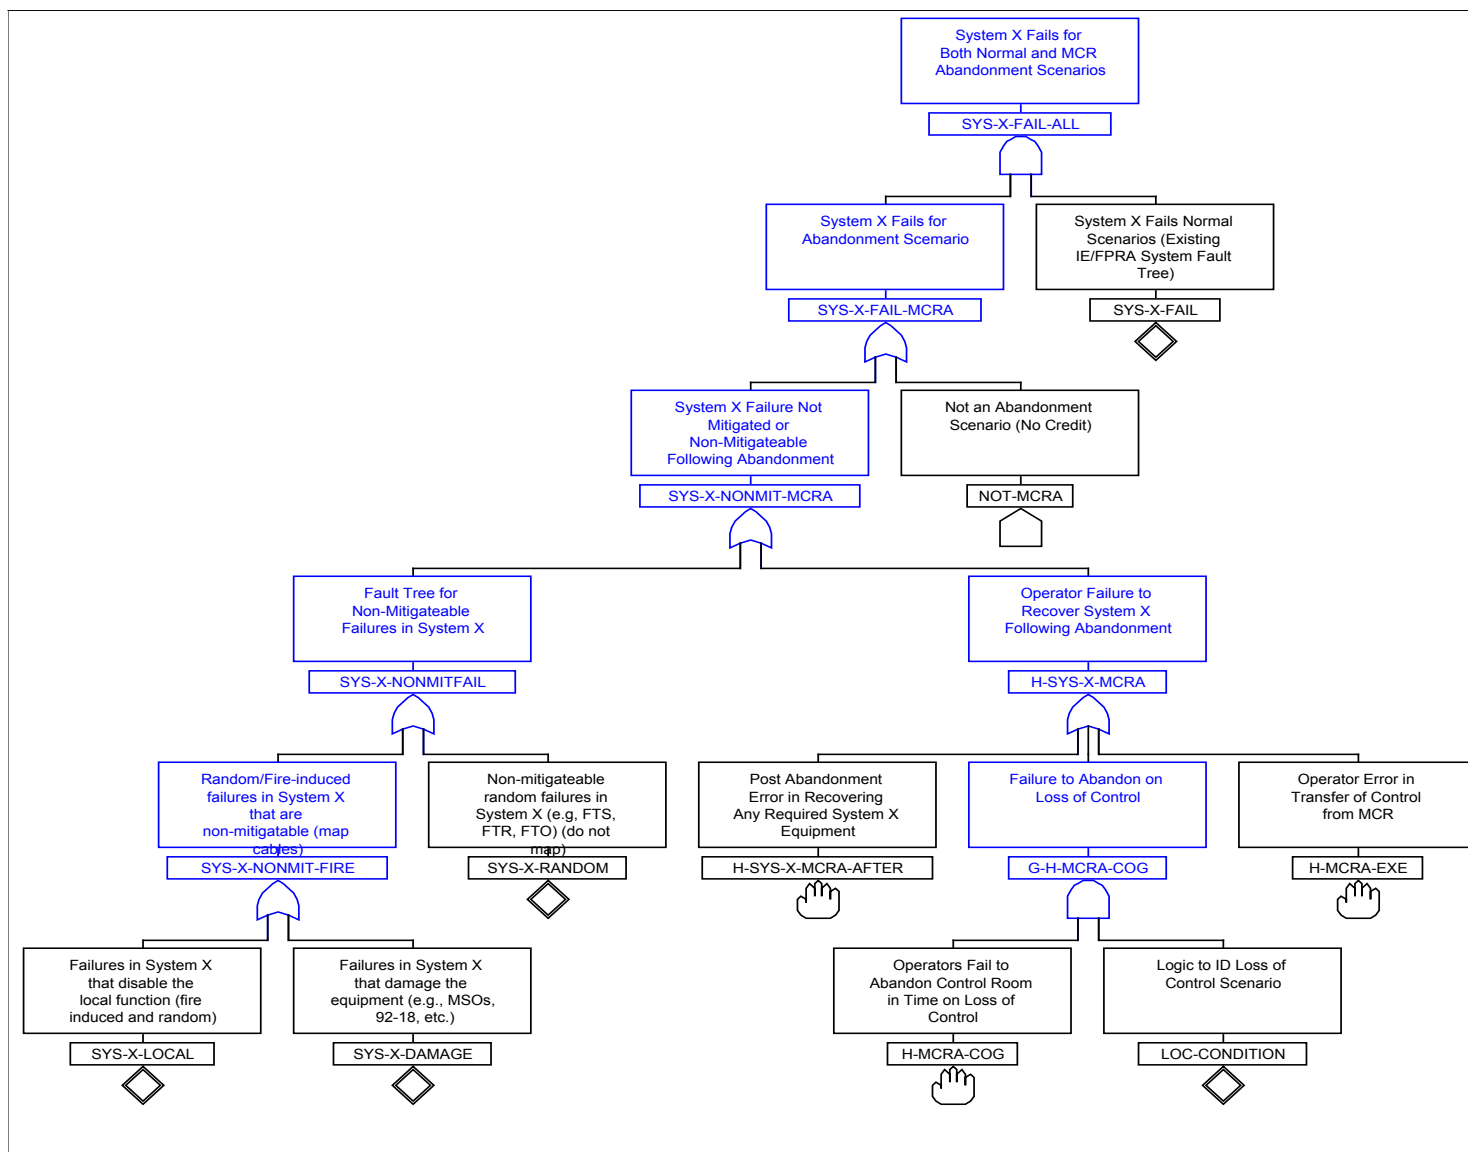 System X Fails for
Both Normal and MCR
Abandonment Scenarios
SYS-X-FAIL-ALL
System X Fails for
Abandonment Scemario
SYS-X-FAIL-MCRA
System X Fails Normal
Scenarios (Existing
IE/FPRA System Fault
Tree)
SYS-X-FAIL
System X Failure Not
Mitigated or
Non-Mitigateable
Following Abandonment
SYS-X-NONMIT-MCRA
Not an Abandonment
Scenario (No Credit)
NOT-MCRA
Fault Tree for
Non-Mitigateable
Failures in System X
SYS-X-NONMITFAIL
Operator Failure to
Recover System X
Following Abandonment
H-SYS-X-MCRA
Random/Fire-induced
failures in System X
that are
non-mitigatable (map
cables)
SYS-X-NONMIT-FIRE
Non-mitigateable
random failures in
System X (e.g, FTS,
FTR, FTO) (do not
map)
SYS-X-RANDOM
Post Abandonment
Error in Recovering
Any Required System X
Equipment
H-SYS-X-MCRA-AFTER
Failure to Abandon on
Loss of Control
G-H-MCRA-COG
Operator Error in
Transfer of Control
from MCR
H-MCRA-EXE
Failures in System X
that disable the
local function (fire
induced and random)
SYS-X-LOCAL
Failures in System X
that damage the
equipment (e.g., MSOs,
92-18, etc.)
SYS-X-DAMAGE
Operators Fail to
Abandon Control Room
in Time on Loss of
Control
H-MCRA-COG
Logic to ID Loss of
Control Scenario
LOC-CONDITION